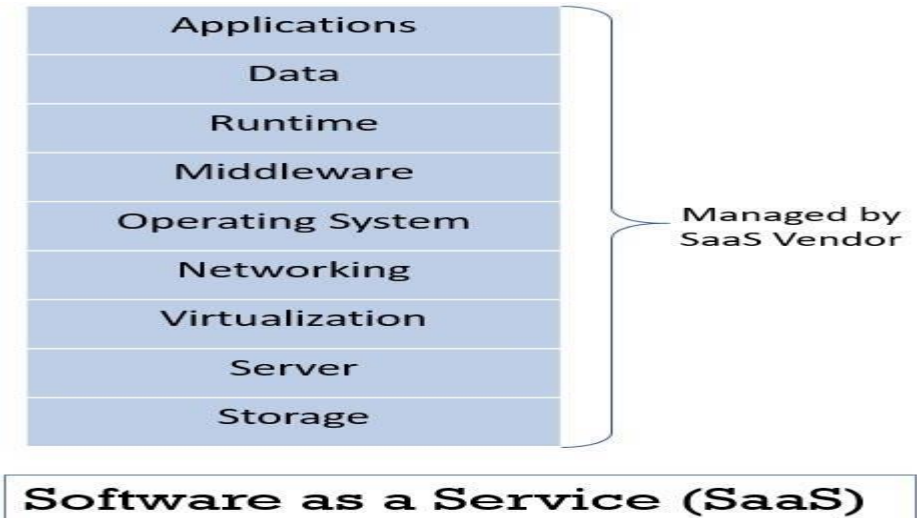 Applications
Data
Runtime
Middleware
Operating System
Networking
Virtualization
Server
Storage
Managed by
SaaS Vendor
Software as a Service (SaaS)